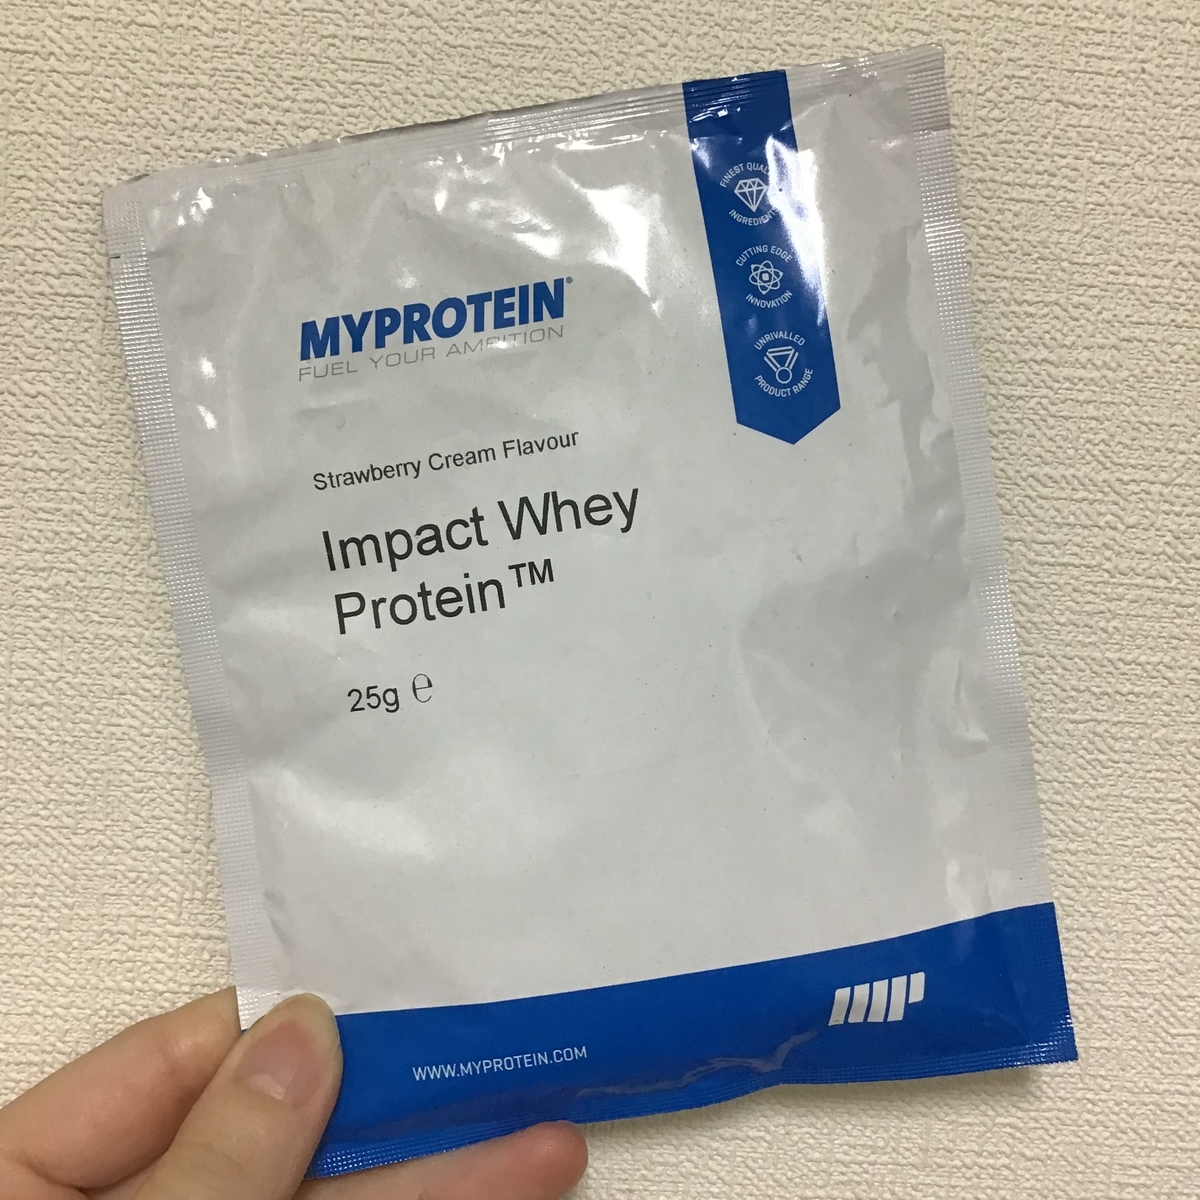 FINEST QUAL
INGREDIENTS
CUTTING EDGE
INNOVATION
UNRIVALLED
PRODUCT RANGE
MYPROTEIN®
FUEL YOUR AMBITION
Strawberry Cream Flavour
Impact Whey
Protein™
25g ℮
WWW.MYPROTEIN.COM